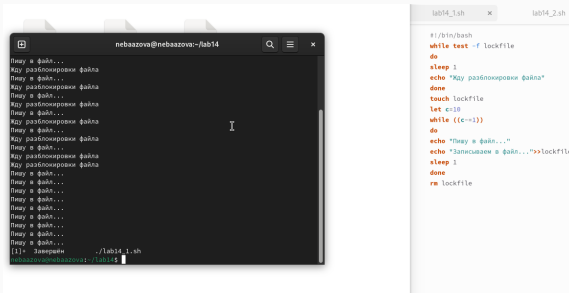 nebaazova@nebaazova:~/lab14
Пишу в файл...
Жду разблокировки файла
Пишу в файл...
Жду разблокировки файла
Пишу в файл...
Жду разблокировки файла
Пишу в файл...
Жду разблокировки файла
Пишу в файл...
Жду разблокировки файла
Пишу в файл...
Жду разблокировки файла
Жду разблокировки файла
Пишу в файл...
Пишу в файл...
Пишу в файл...
Пишу в файл...
Пишу в файл...
Пишу в файл...
Пишу в файл...
Пишу в файл...
Пишу в файл...
[1]+ Завершён ./lab14_1.sh
nebaazova@nebaazova:~/lab14$
lab14_1.sh × lab14_2.sh
#!/bin/bash
while test -f lockfile
do
sleep 1
echo "Жду разблокировки файла"
done
touch lockfile
let c=10
while ((c-=1))
do
echo "Пишу в файл..."
echo "Записываем в файл...">>lockfil
sleep 1
done
rm lockfile